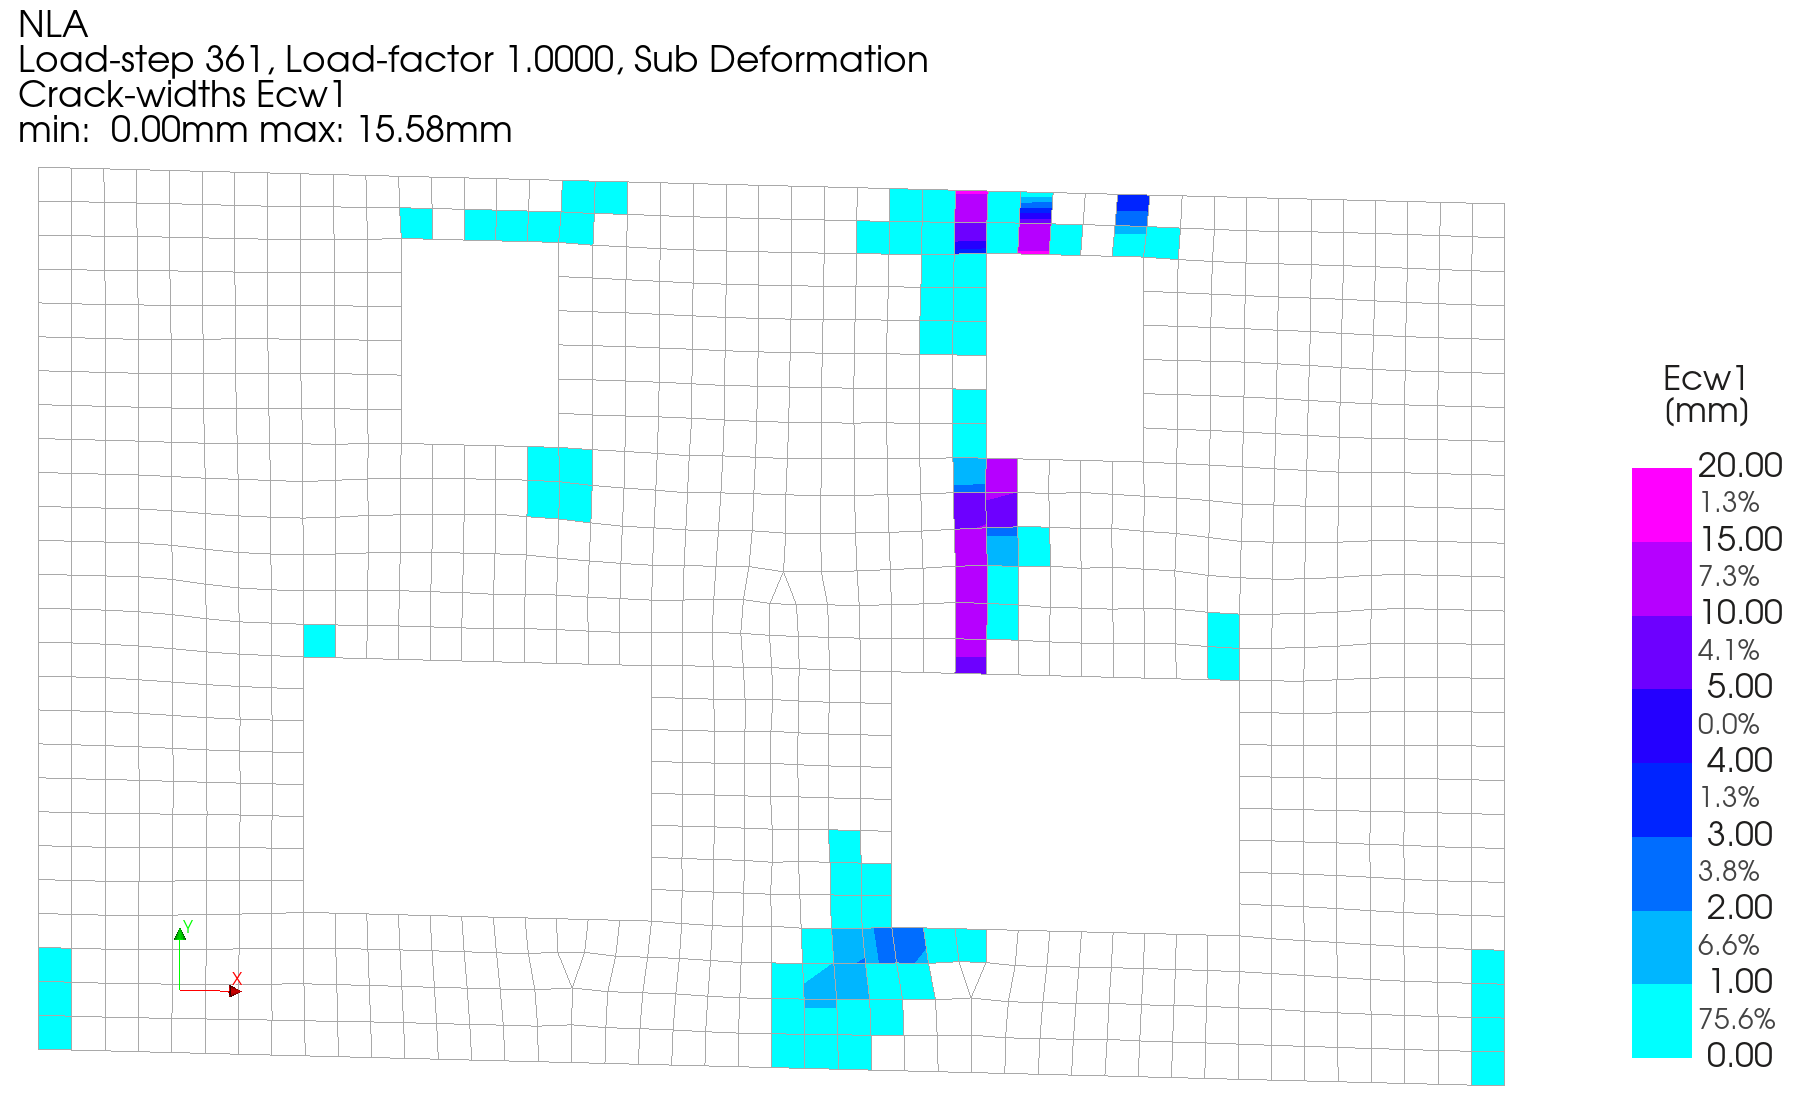 NLA
Load-step 361, Load-factor 1.0000, Sub Deformation
Crack-widths Ecw1
min: 0.00mm max: 15.58mm
Ecw1
(mm)
20.00
1.3%
15.00
7.3%
10.00
4.1%
5.00
0.0%
4.00
1.3%
3.00
3.8%
2.00
6.6%
1.00
75.6%
0.00
Y
X